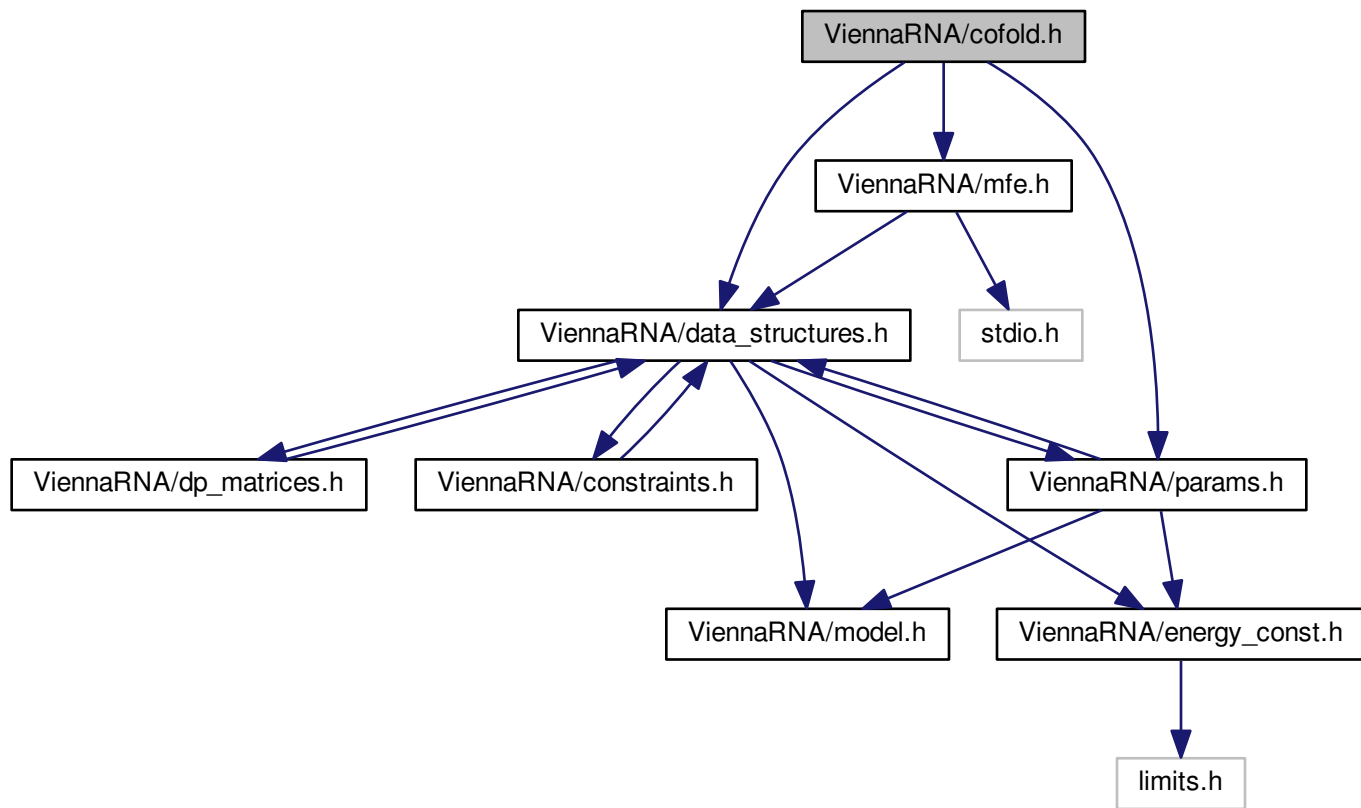 ViennaRNA/cofold.h
ViennaRNA/mfe.h
ViennaRNA/data_structures.h
stdio.h
ViennaRNA/dp_matrices.h
ViennaRNA/constraints.h
ViennaRNA/params.h
ViennaRNA/model.h
ViennaRNA/energy_const.h
limits.h